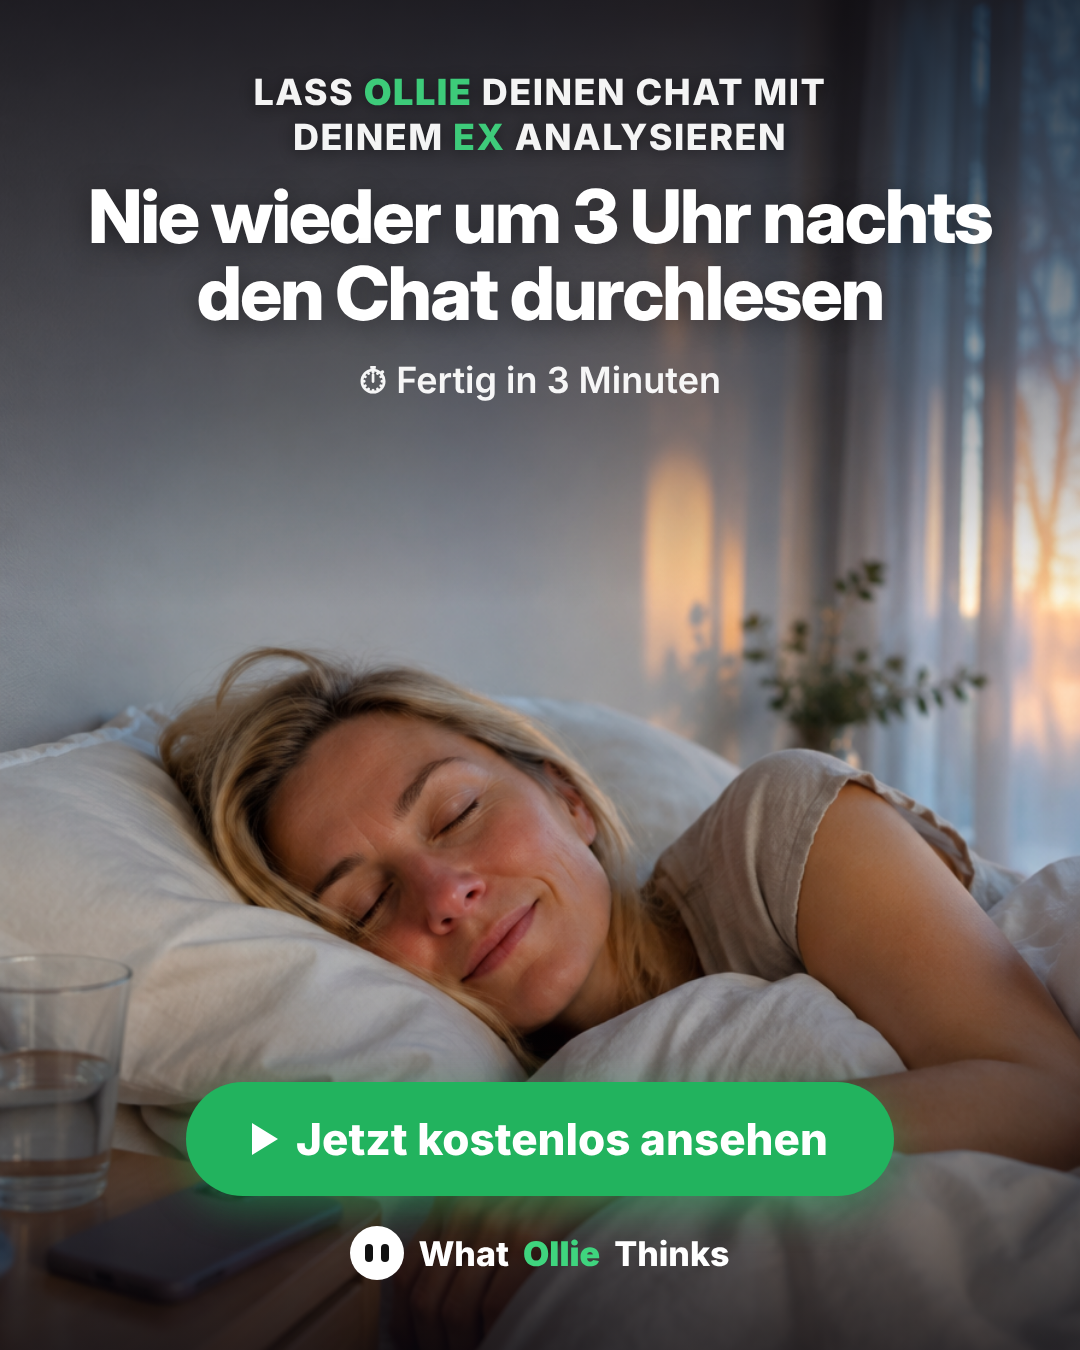 LASS OLLIE DEINEN CHAT MIT
DEINEM EX ANALYSIEREN
Nie wieder um 3 Uhr nachts
den Chat durchlesen
⏱ Fertig in 3 Minuten
▶ Jetzt kostenlos ansehen
What Ollie Thinks